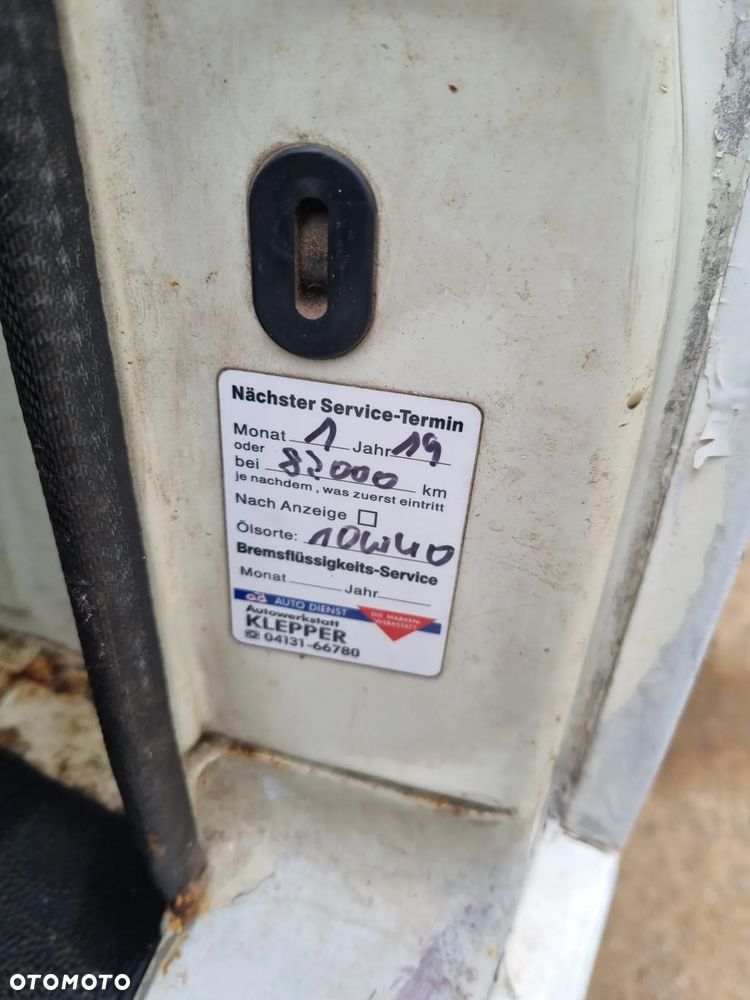 Nächster Service-Termin
Monat 1 Jahr 19
oder
bei km
je nachdem, was zuerst eintritt
Nach Anzeige
Ölsorte: 10W40
Bremsflüssigkeits-Service
Monat Jahr
AUTO DIENST
DIE MARKEN-
WERKSTATT
Autowerkstatt
KLEPPER
04131-66780
OTOMOTO